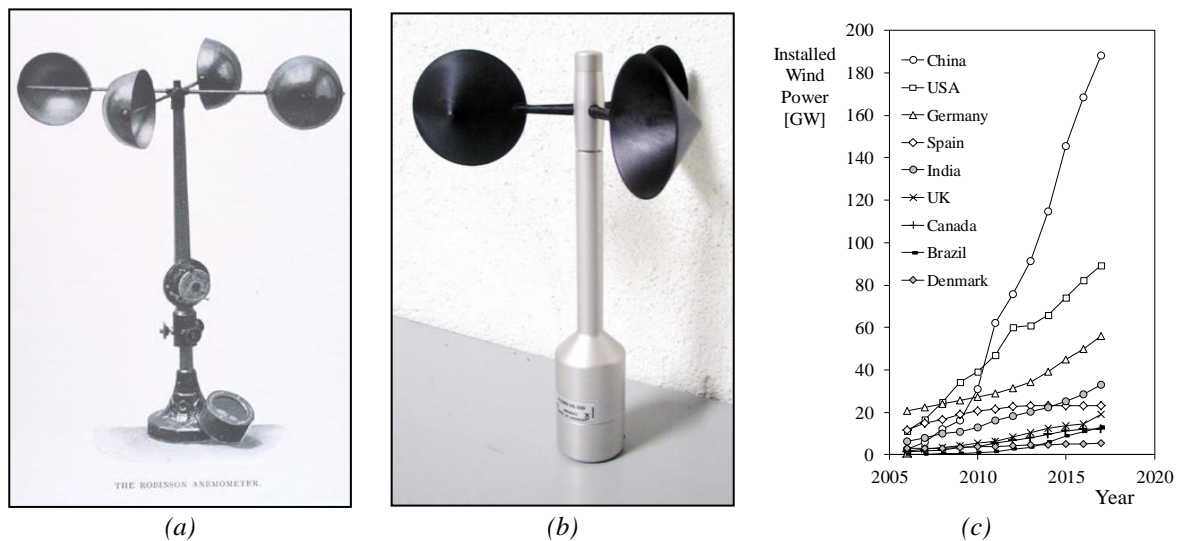 THE ROBINSON ANEMOMETER.
(a)
(b)
Installed
Wind
Power
[GW]
200
180
160
140
120
100
80
60
40
20
0
China
USA
Germany
Spain
India
UK
Canada
Brazil
Denmark
2005 2010 2015 2020
Year
(c)